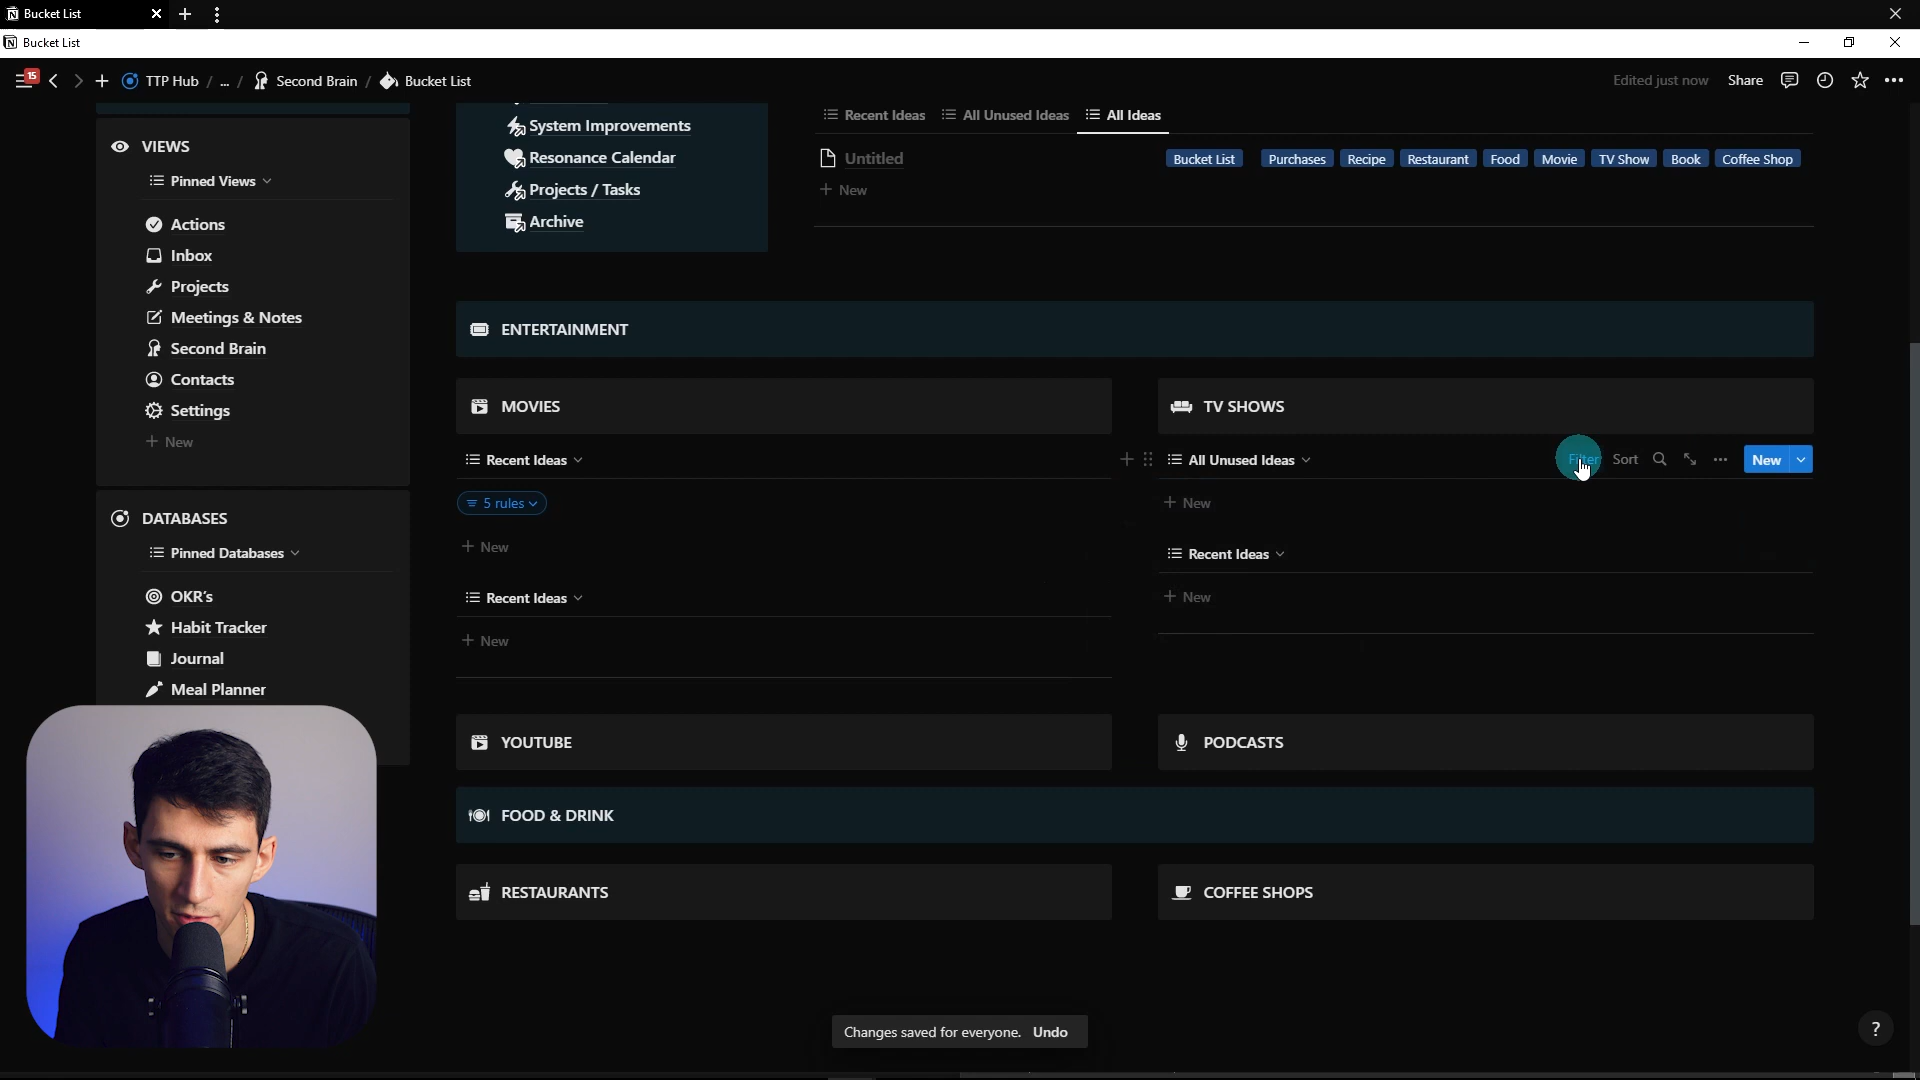 Bucket List
Bucket List
15
TTP Hub / ... / Second Brain / Bucket List
Edited just now
Share
VIEWS
Pinned Views
Actions
Inbox
Projects
Meetings & Notes
Second Brain
Contacts
Settings
New
DATABASES
Pinned Databases
OKR's
Habit Tracker
Journal
Meal Planner
System Improvements
Resonance Calendar
Projects / Tasks
Archive
Recent Ideas
All Unused Ideas
All Ideas
Untitled
Bucket List
Purchases
Recipe
Restaurant
Food
Movie
TV Show
Book
Coffee Shop
New
ENTERTAINMENT
MOVIES
Recent Ideas
5 rules
New
Recent Ideas
New
TV SHOWS
All Unused Ideas
Filter
Sort
New
New
Recent Ideas
New
YOUTUBE
PODCASTS
FOOD & DRINK
RESTAURANTS
COFFEE SHOPS
Changes saved for everyone. Undo
?